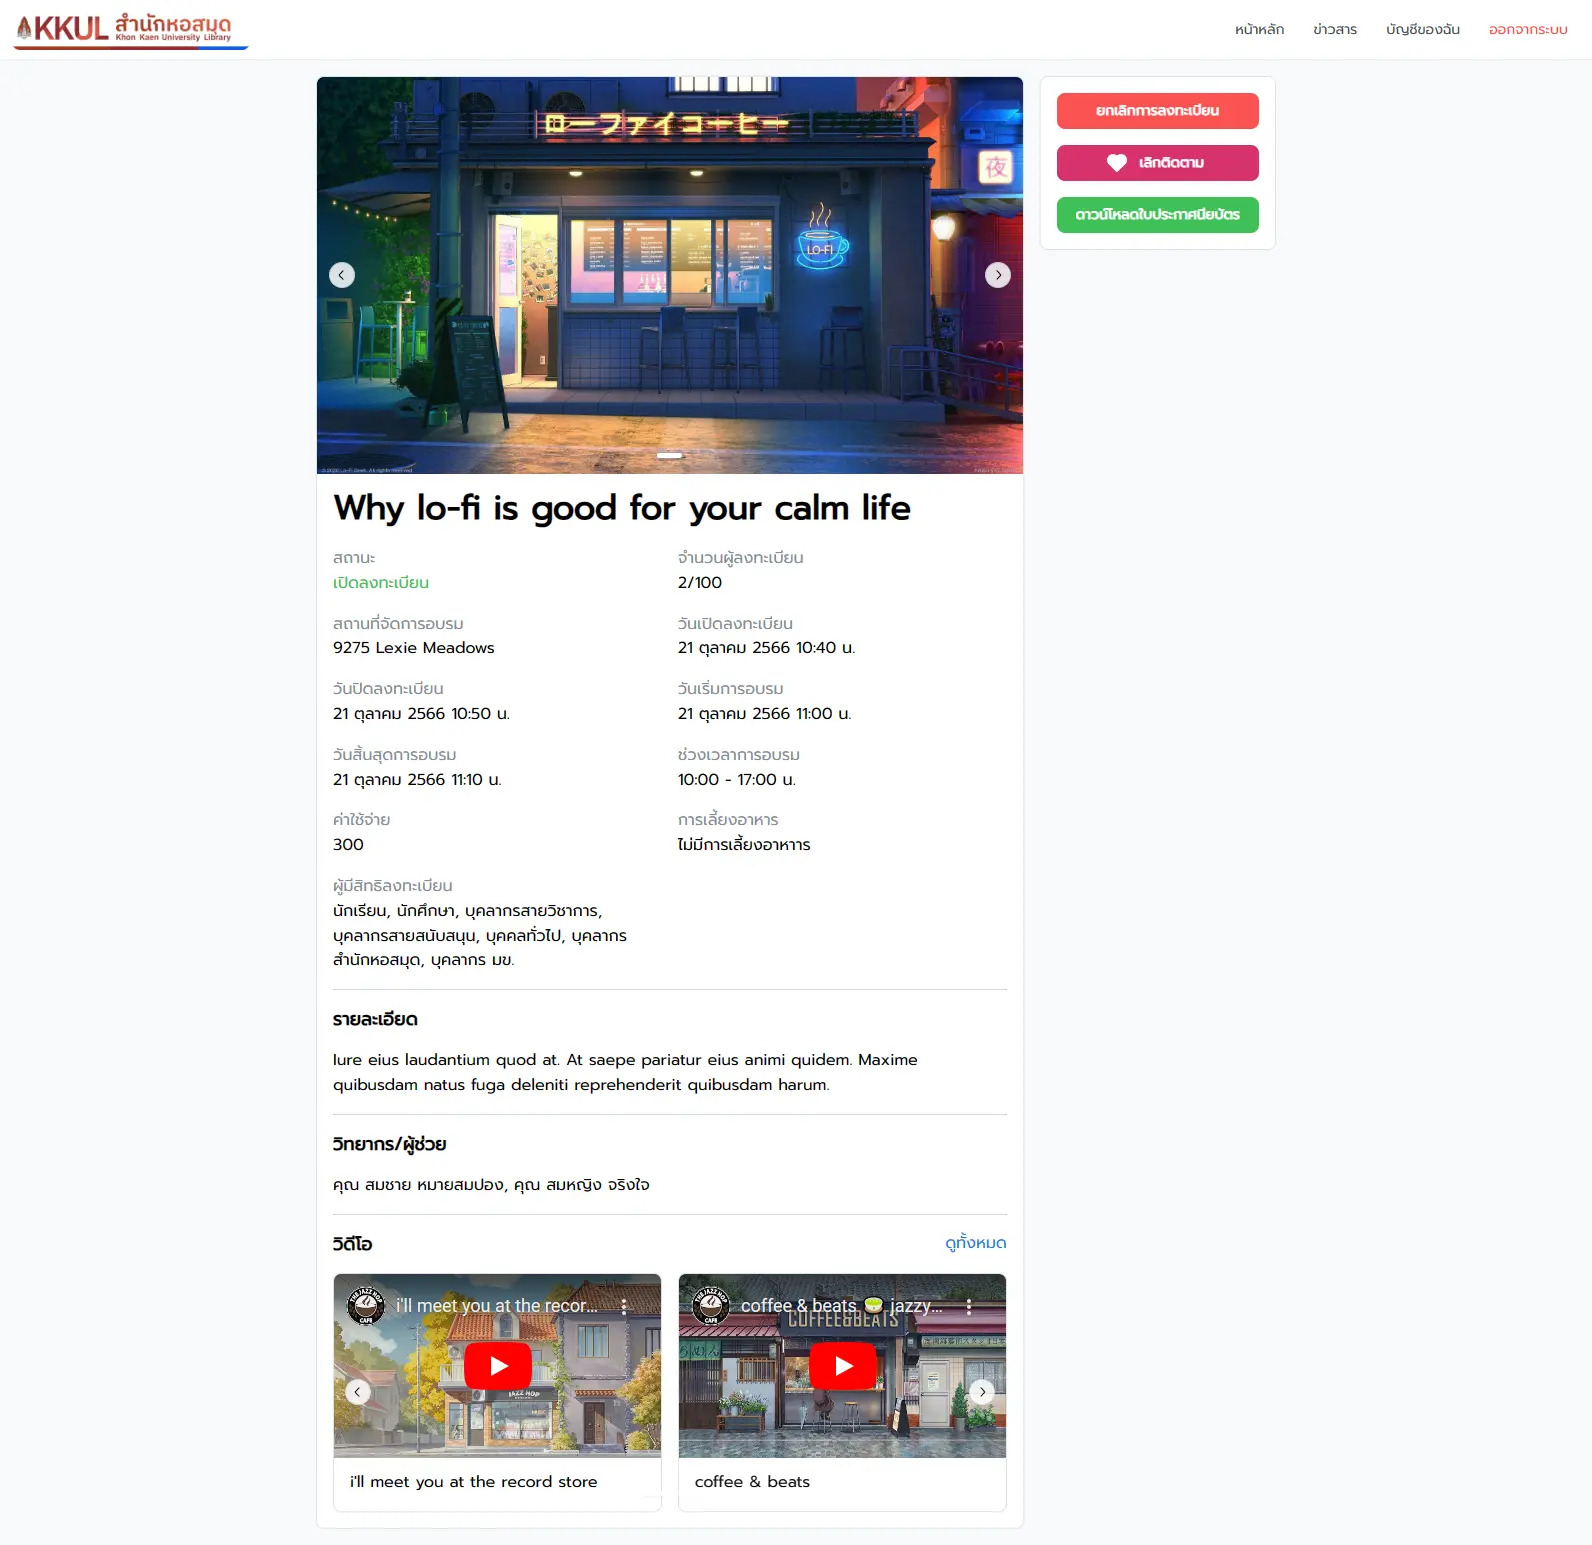 KKUL สำนักหอสมุด
Khon Kaen University Library
หน้าหลัก
ข่าวสาร
บัญชีของฉัน
ออกจากระบบ
ローファイコーヒー
夜
LO-FI
ยกเลิกการลงทะเบียน
เลิกติดตาม
ดาวน์โหลดใบประกาศนียบัตร
Why lo-fi is good for your calm life
สถานะ
เปิดลงทะเบียน
จำนวนผู้ลงทะเบียน
2/100
สถานที่จัดการอบรม
9275 Lexie Meadows
วันเปิดลงทะเบียน
21 ตุลาคม 2566 10:40 น.
วันปิดลงทะเบียน
21 ตุลาคม 2566 10:50 น.
วันเริ่มการอบรม
21 ตุลาคม 2566 11:00 น.
วันสิ้นสุดการอบรม
21 ตุลาคม 2566 11:10 น.
ช่วงเวลาการอบรม
10:00 - 17:00 น.
ค่าใช้จ่าย
300
การเลี้ยงอาหาร
ไม่มีการเลี้ยงอาหาาร
ผู้มีสิทธิลงทะเบียน
นักเรียน, นักศึกษา, บุคลากรสายวิชาการ,
บุคลากรสายสนับสนุน, บุคคลทั่วไป, บุคลากร
สำนักหอสมุด, บุคลากร มข.
รายละเอียด
Iure eius laudantium quod at. At saepe pariatur eius animi quidem. Maxime
quibusdam natus fuga deleniti reprehenderit quibusdam harum.
วิทยากร/ผู้ช่วย
คุณ สมชาย หมายสมปอง, คุณ สมหญิง จริงใจ
วิดีโอ
ดูทั้งหมด
THE JAZZ HOP CAFE
i'll meet you at the recor...
JAZZ HOP
i'll meet you at the record store
THE JAZZ HOP CAFE
coffee & beats 🍵 jazzy...
COFFEE&BEATS
らめん
coffee & beats